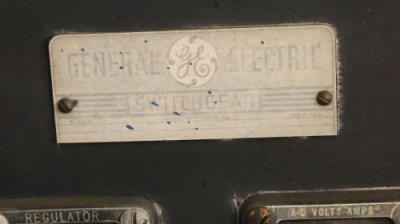 GENERAL GE ELECTRIC
SWITCHGEAR
REGULATOR
A-C VOLTS-AMPS